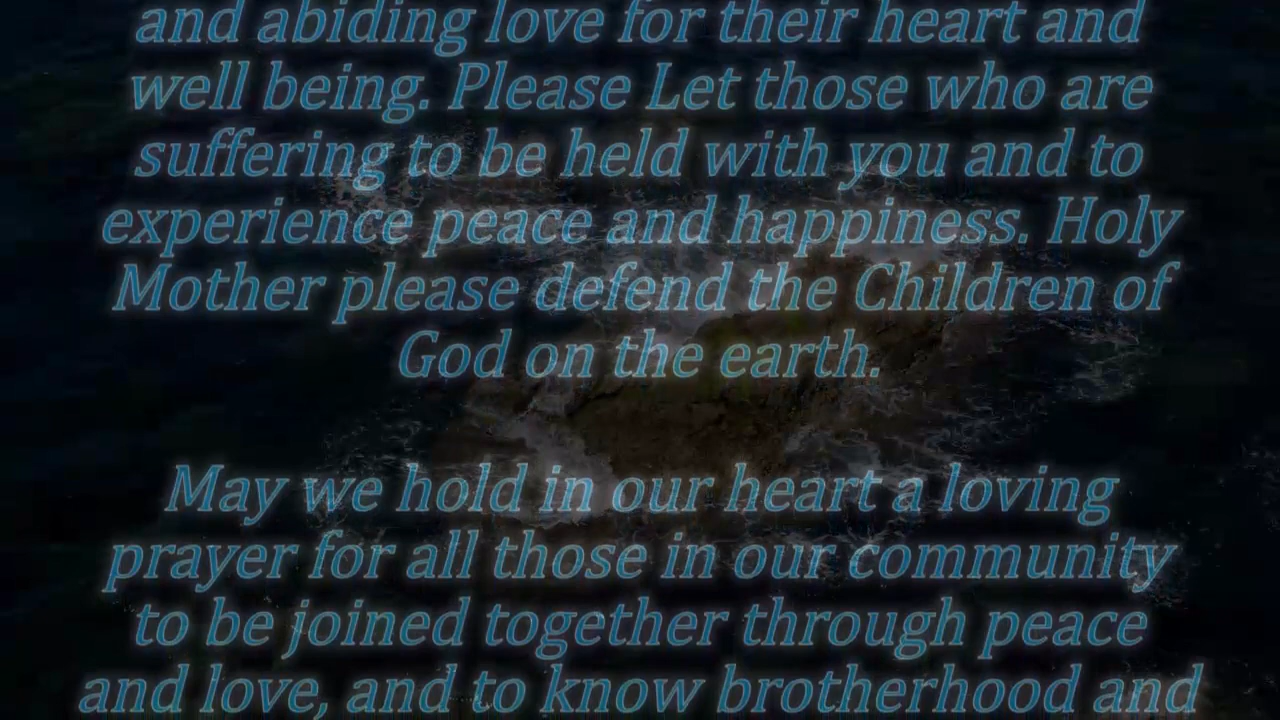 and abiding love for their heart and
well being. Please Let those who are
suffering to be held with you and to
experience peace and happiness. Holy
Mother please defend the Children of
God on the earth.
May we hold in our heart a loving
prayer for all those in our community
to be joined together through peace
and love, and to know brotherhood and